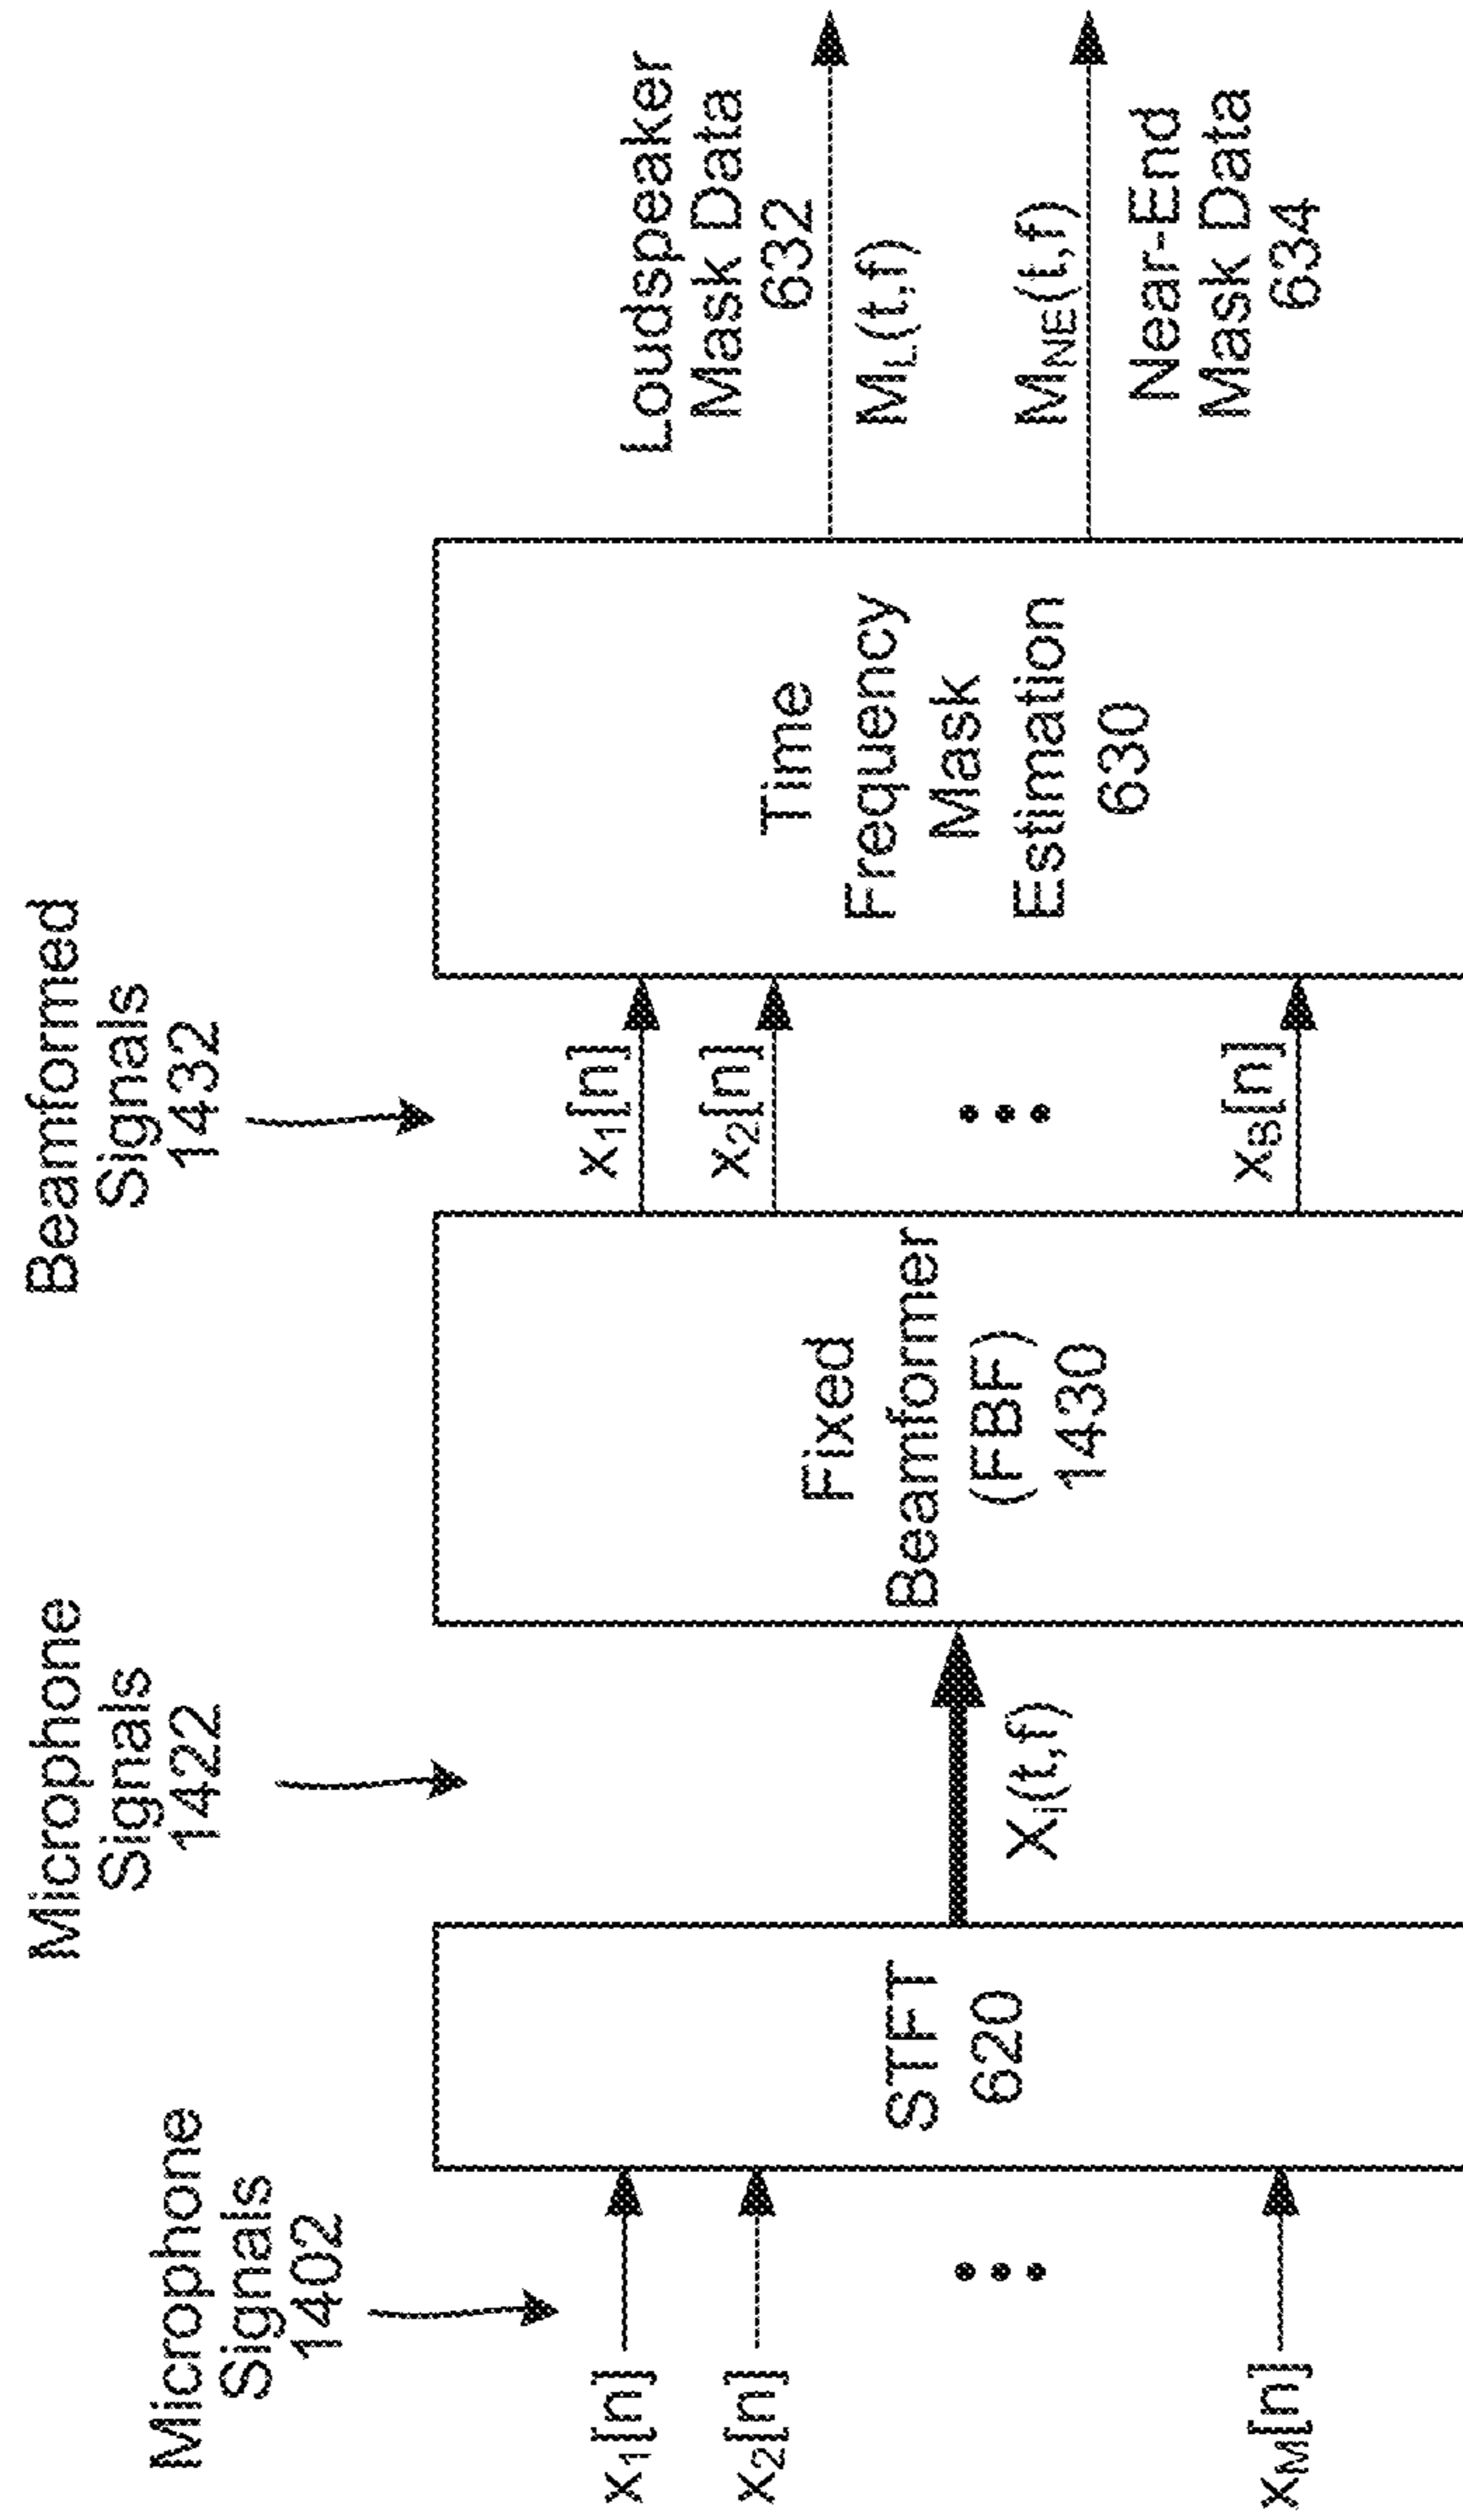 Microphone
Signals
1402
x1[n]
x2[n]
xM[n]
STFT
620
Microphone
Signals
1422
Xi(t,f)
Fixed
Beamformer
(FBF)
1430
Beamformed
Signals
1432
x1[n]
x2[n]
xB[n]
Time
Frequency
Mask
Estimation
630
Loudspeaker
Mask Data
632
ML(t,f)
MNE(t,f)
Near-End
Mask Data
634